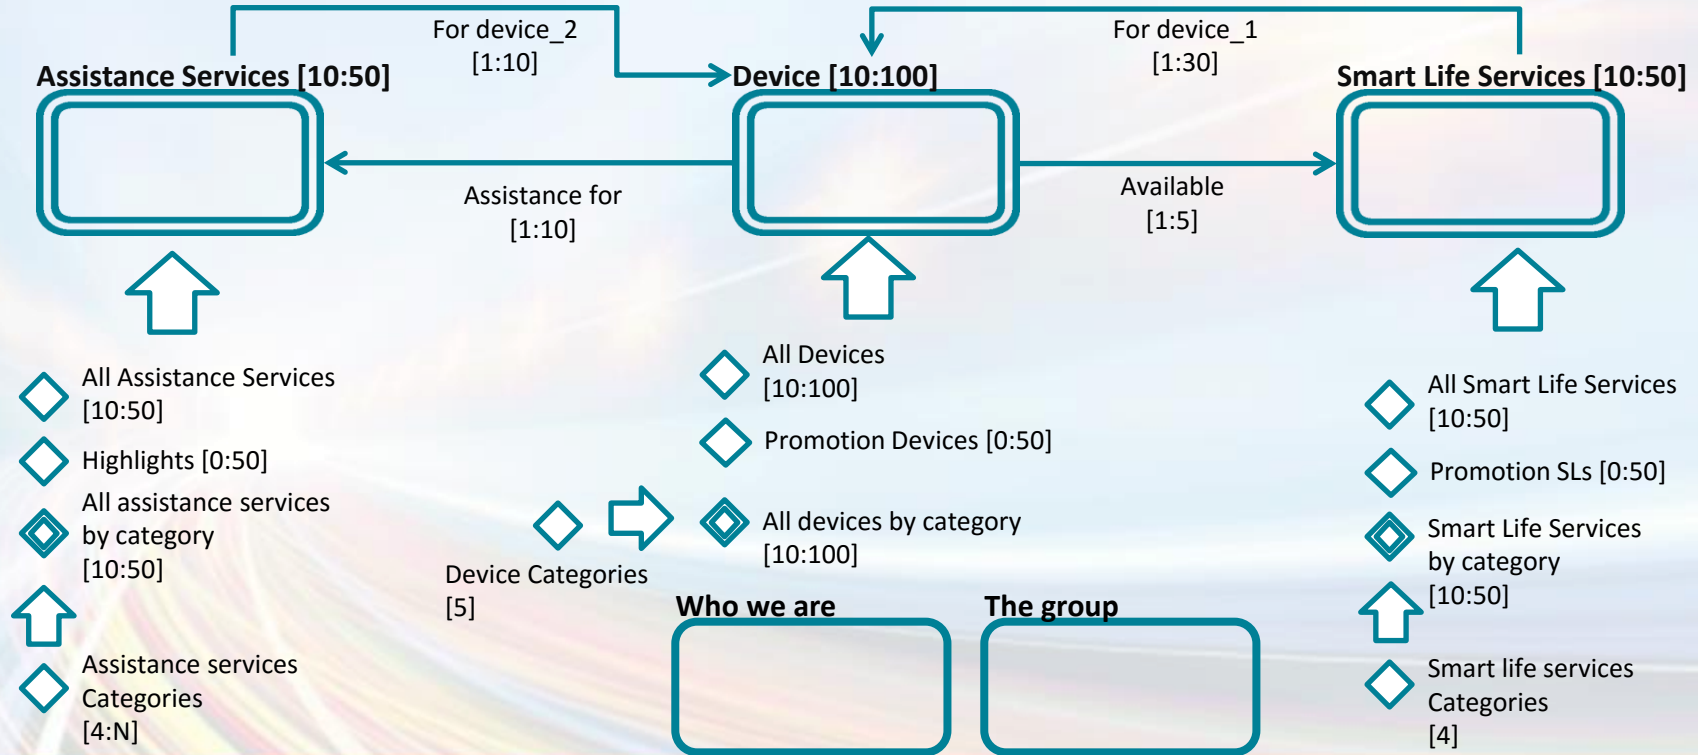 For device_2
[1:10]
For device_1
[1:30]
Assistance Services [10:50]
Device [10:100]
Smart Life Services [10:50]
Assistance for
[1:10]
Available
[1:5]
All Assistance Services
[10:50]
Highlights [0:50]
All assistance services
by category
[10:50]
Assistance services
Categories
[4:N]
All Devices
[10:100]
Promotion Devices [0:50]
All devices by category
[10:100]
Device Categories
[5]
Who we are
The group
All Smart Life Services
[10:50]
Promotion SLs [0:50]
Smart Life Services
by category
[10:50]
Smart life services
Categories
[4]